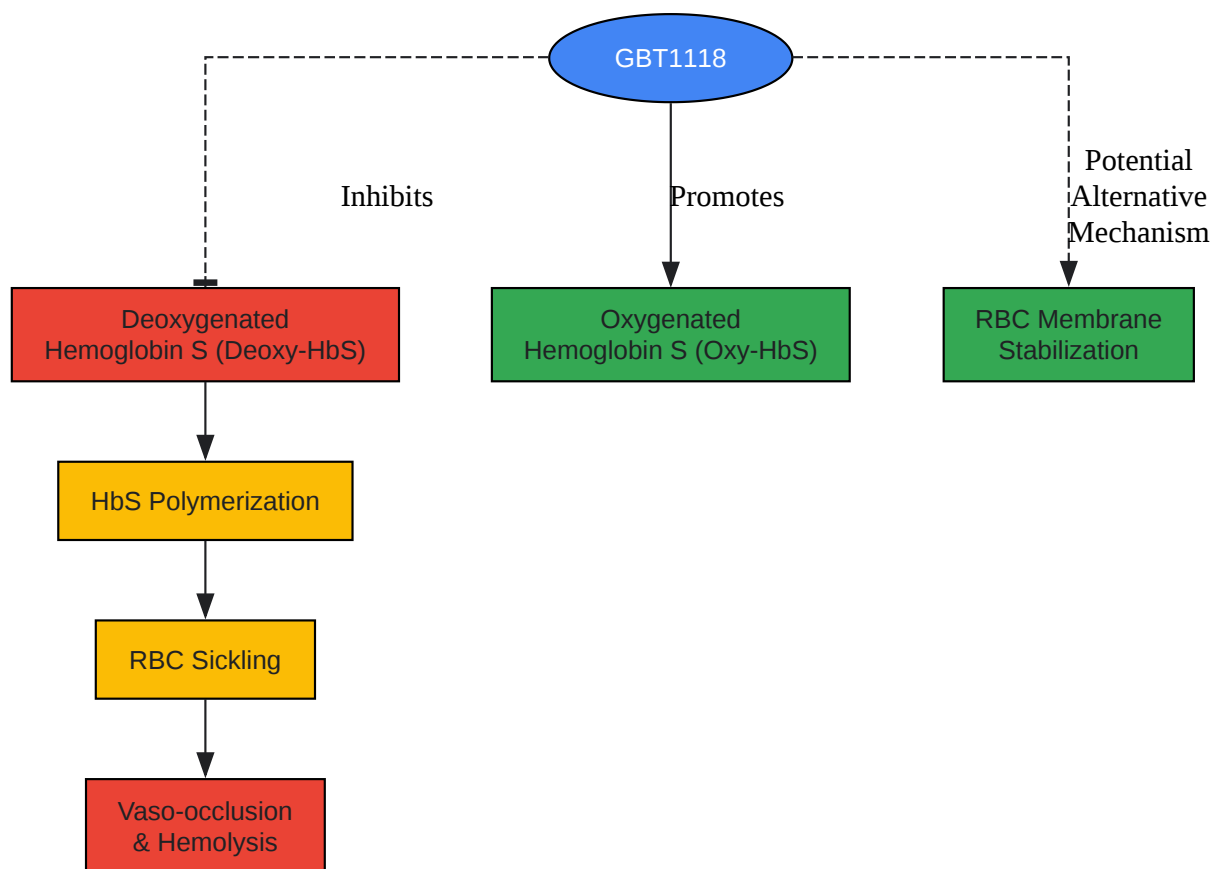 GBT1118
Inhibits
Promotes
Potential
Alternative
Mechanism
Deoxygenated
Hemoglobin S (Deoxy-HbS)
Oxygenated
Hemoglobin S (Oxy-HbS)
RBC Membrane
Stabilization
HbS Polymerization
RBC Sickling
Vaso-occlusion
& Hemolysis